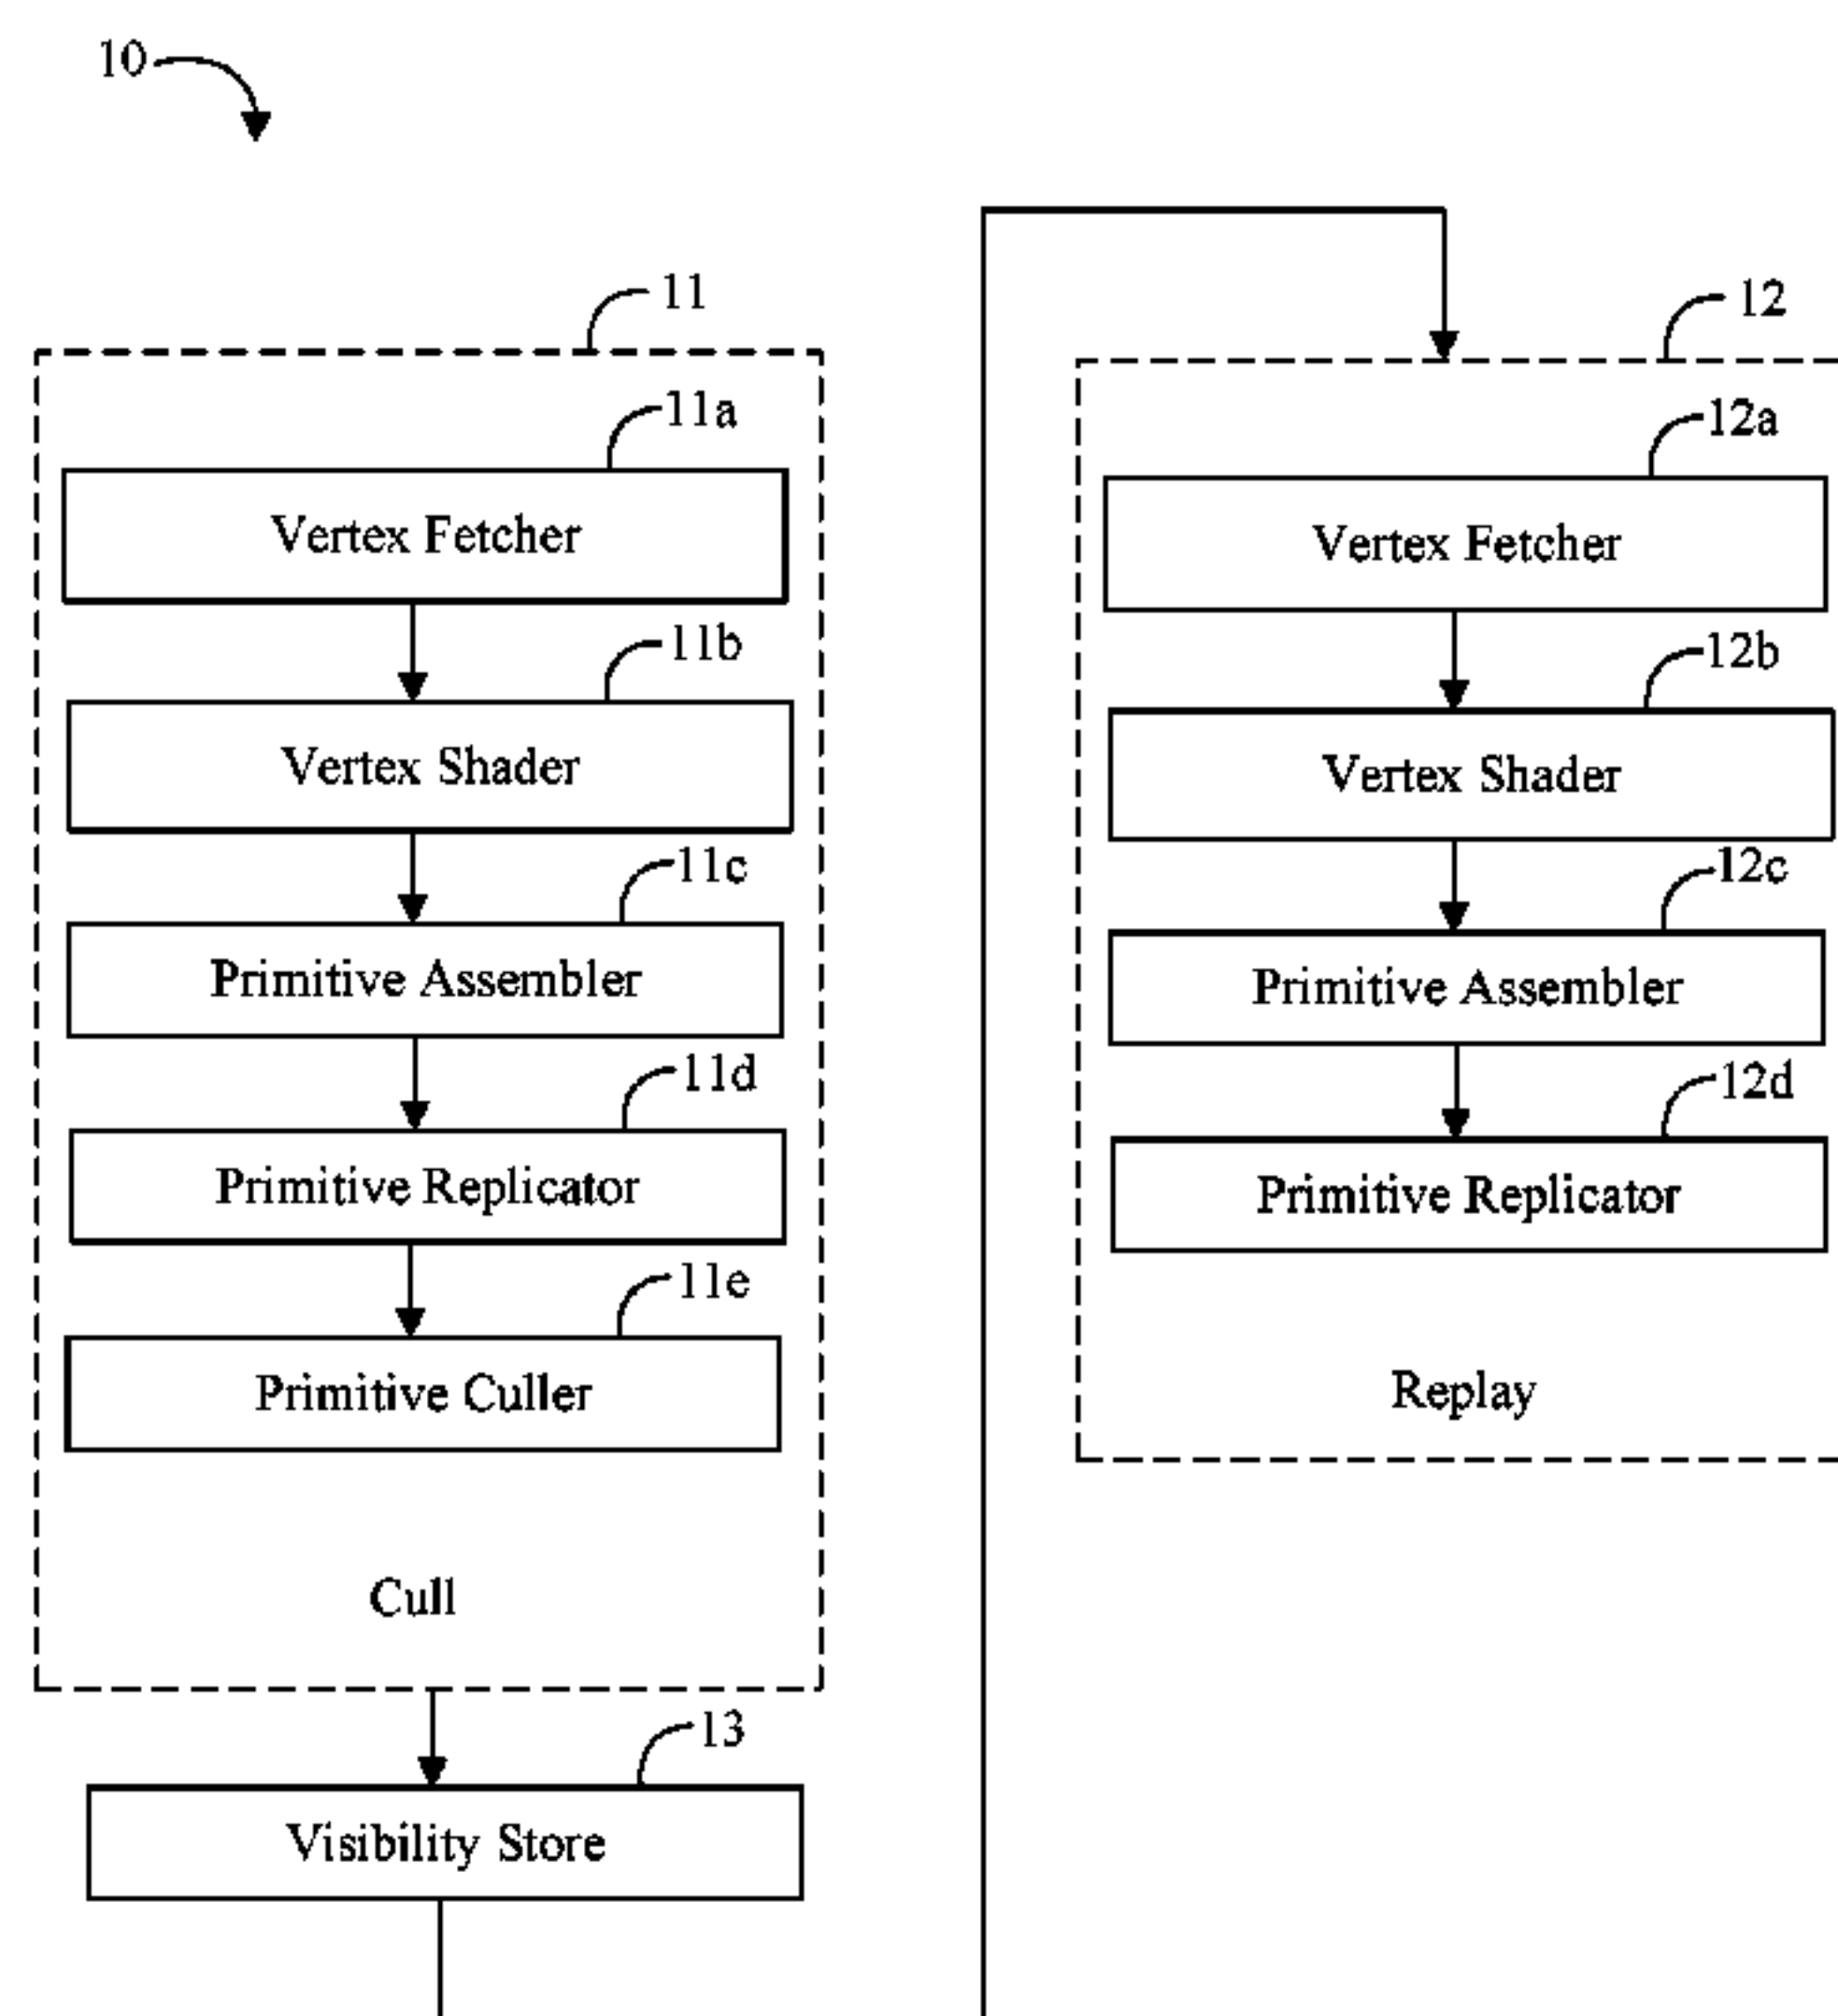 10
11
11a
Vertex Fetcher
11b
Vertex Shader
11c
Primitive Assembler
11d
Primitive Replicator
11e
Primitive Culler
Cull
13
Visibility Store
12
12a
Vertex Fetcher
12b
Vertex Shader
12c
Primitive Assembler
12d
Primitive Replicator
Replay